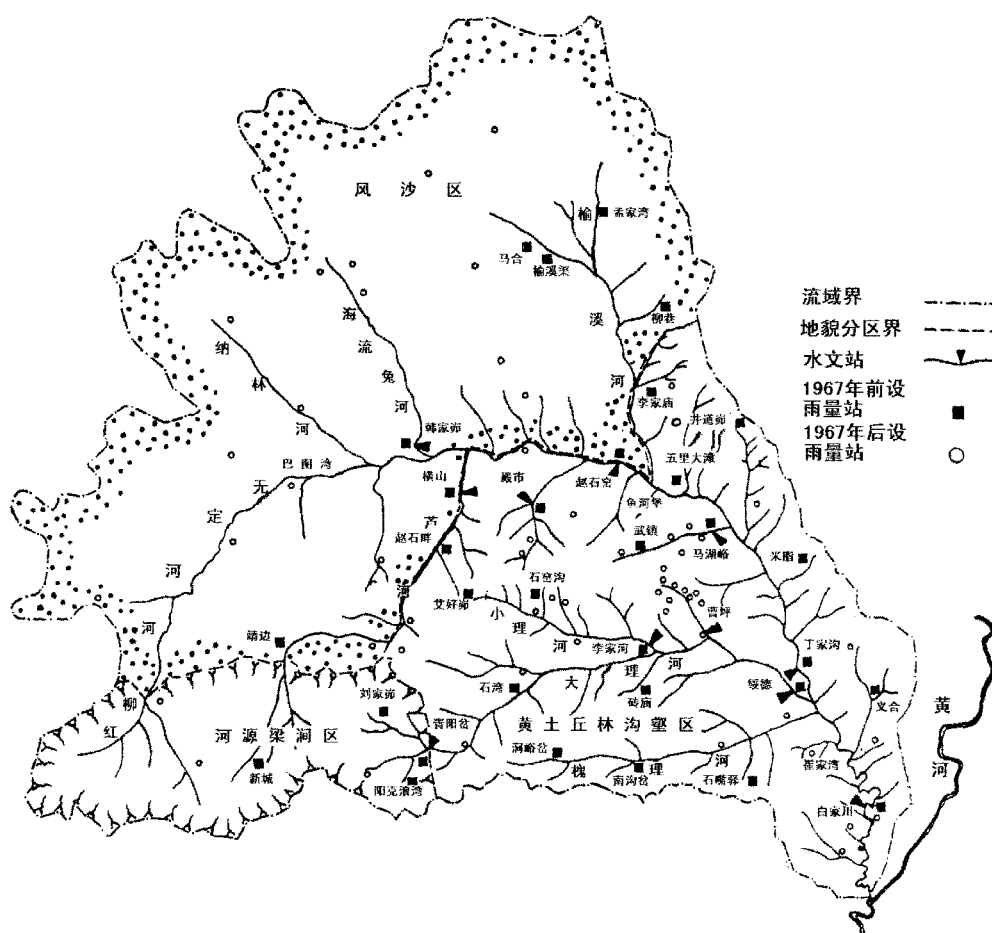 风沙区
榆
孟家湾
马合
榆溪渠
流域界
地貌分区界
水文站
1967年前设
雨量站
1967年后设
雨量站
海
流
兔
河
溪
河
柳巷
纳
林
河
李家庙
井道峁
韩家峁
巴图湾
五里大滩
无
定
河
横山
殿市
赵石窑
鱼河堡
芦
河
赵石畔
武镇
马湖峪
米脂
艾好峁
石窑沟
小
理
河
曹坪
李家河
大
理
河
丁家沟
河
靖边
绥德
刘家峁
石湾
砖庙
义合
黄
河
柳
红
河源梁涧区
青阳岔
黄土丘林沟壑区
洞峪岔
槐
理
河
崔家湾
新城
阳克浪湾
南沟岔
石嘴驿
白家川